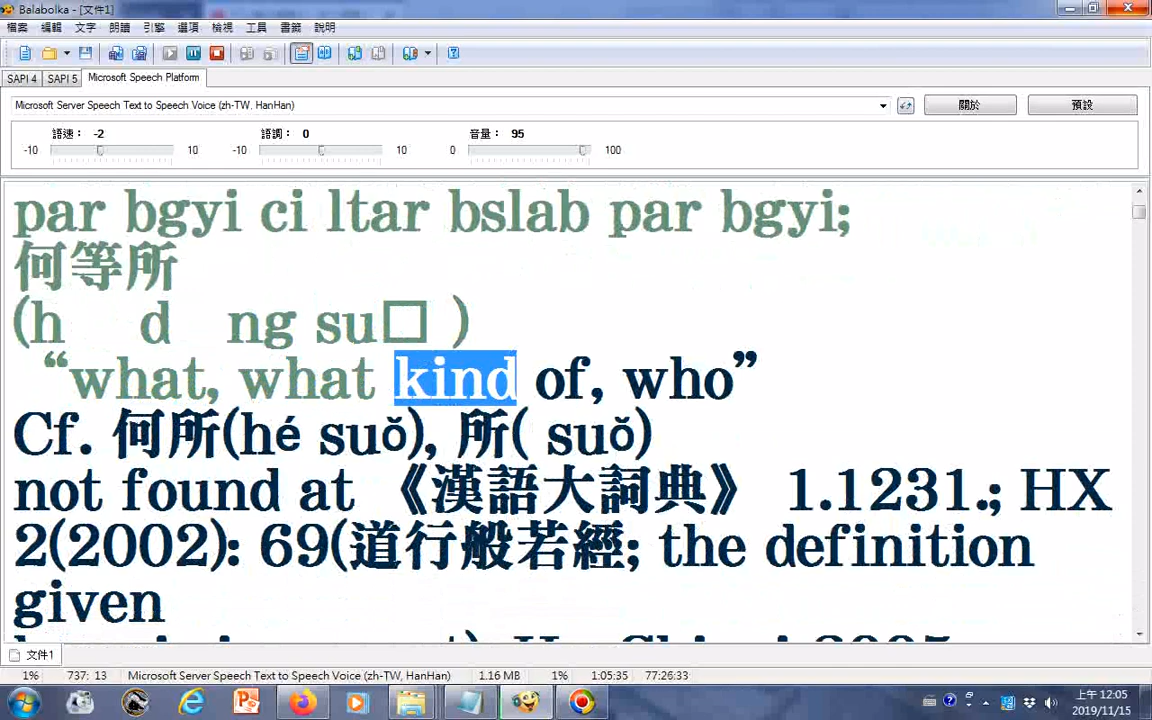 Balabolka - [文件1]
檔案 編輯 文字 朗讀 引擎 選項 檢視 工具 書籤 說明
SAPI 4 SAPI 5 Microsoft Speech Platform
Microsoft Server Speech Text to Speech Voice (zh-TW, HanHan) 關於 預設
語速： -2 語調： 0 音量： 95
-10 10 -10 10 0 100
par bgyi ci ltar bslab par bgyi;
何等所
(h d ng su□ )
“what, what kind of, who”
Cf. 何所(hé suǒ), 所( suǒ)
not found at 《漢語大詞典》 1.1231.; HX
2(2002): 69(道行般若經; the definition
given
文件1
1% 737: 13 Microsoft Server Speech Text to Speech Voice (zh-TW, HanHan) 1.16 MB 1% 1:05:35 77:26:33
上午 12:05
2019/11/15